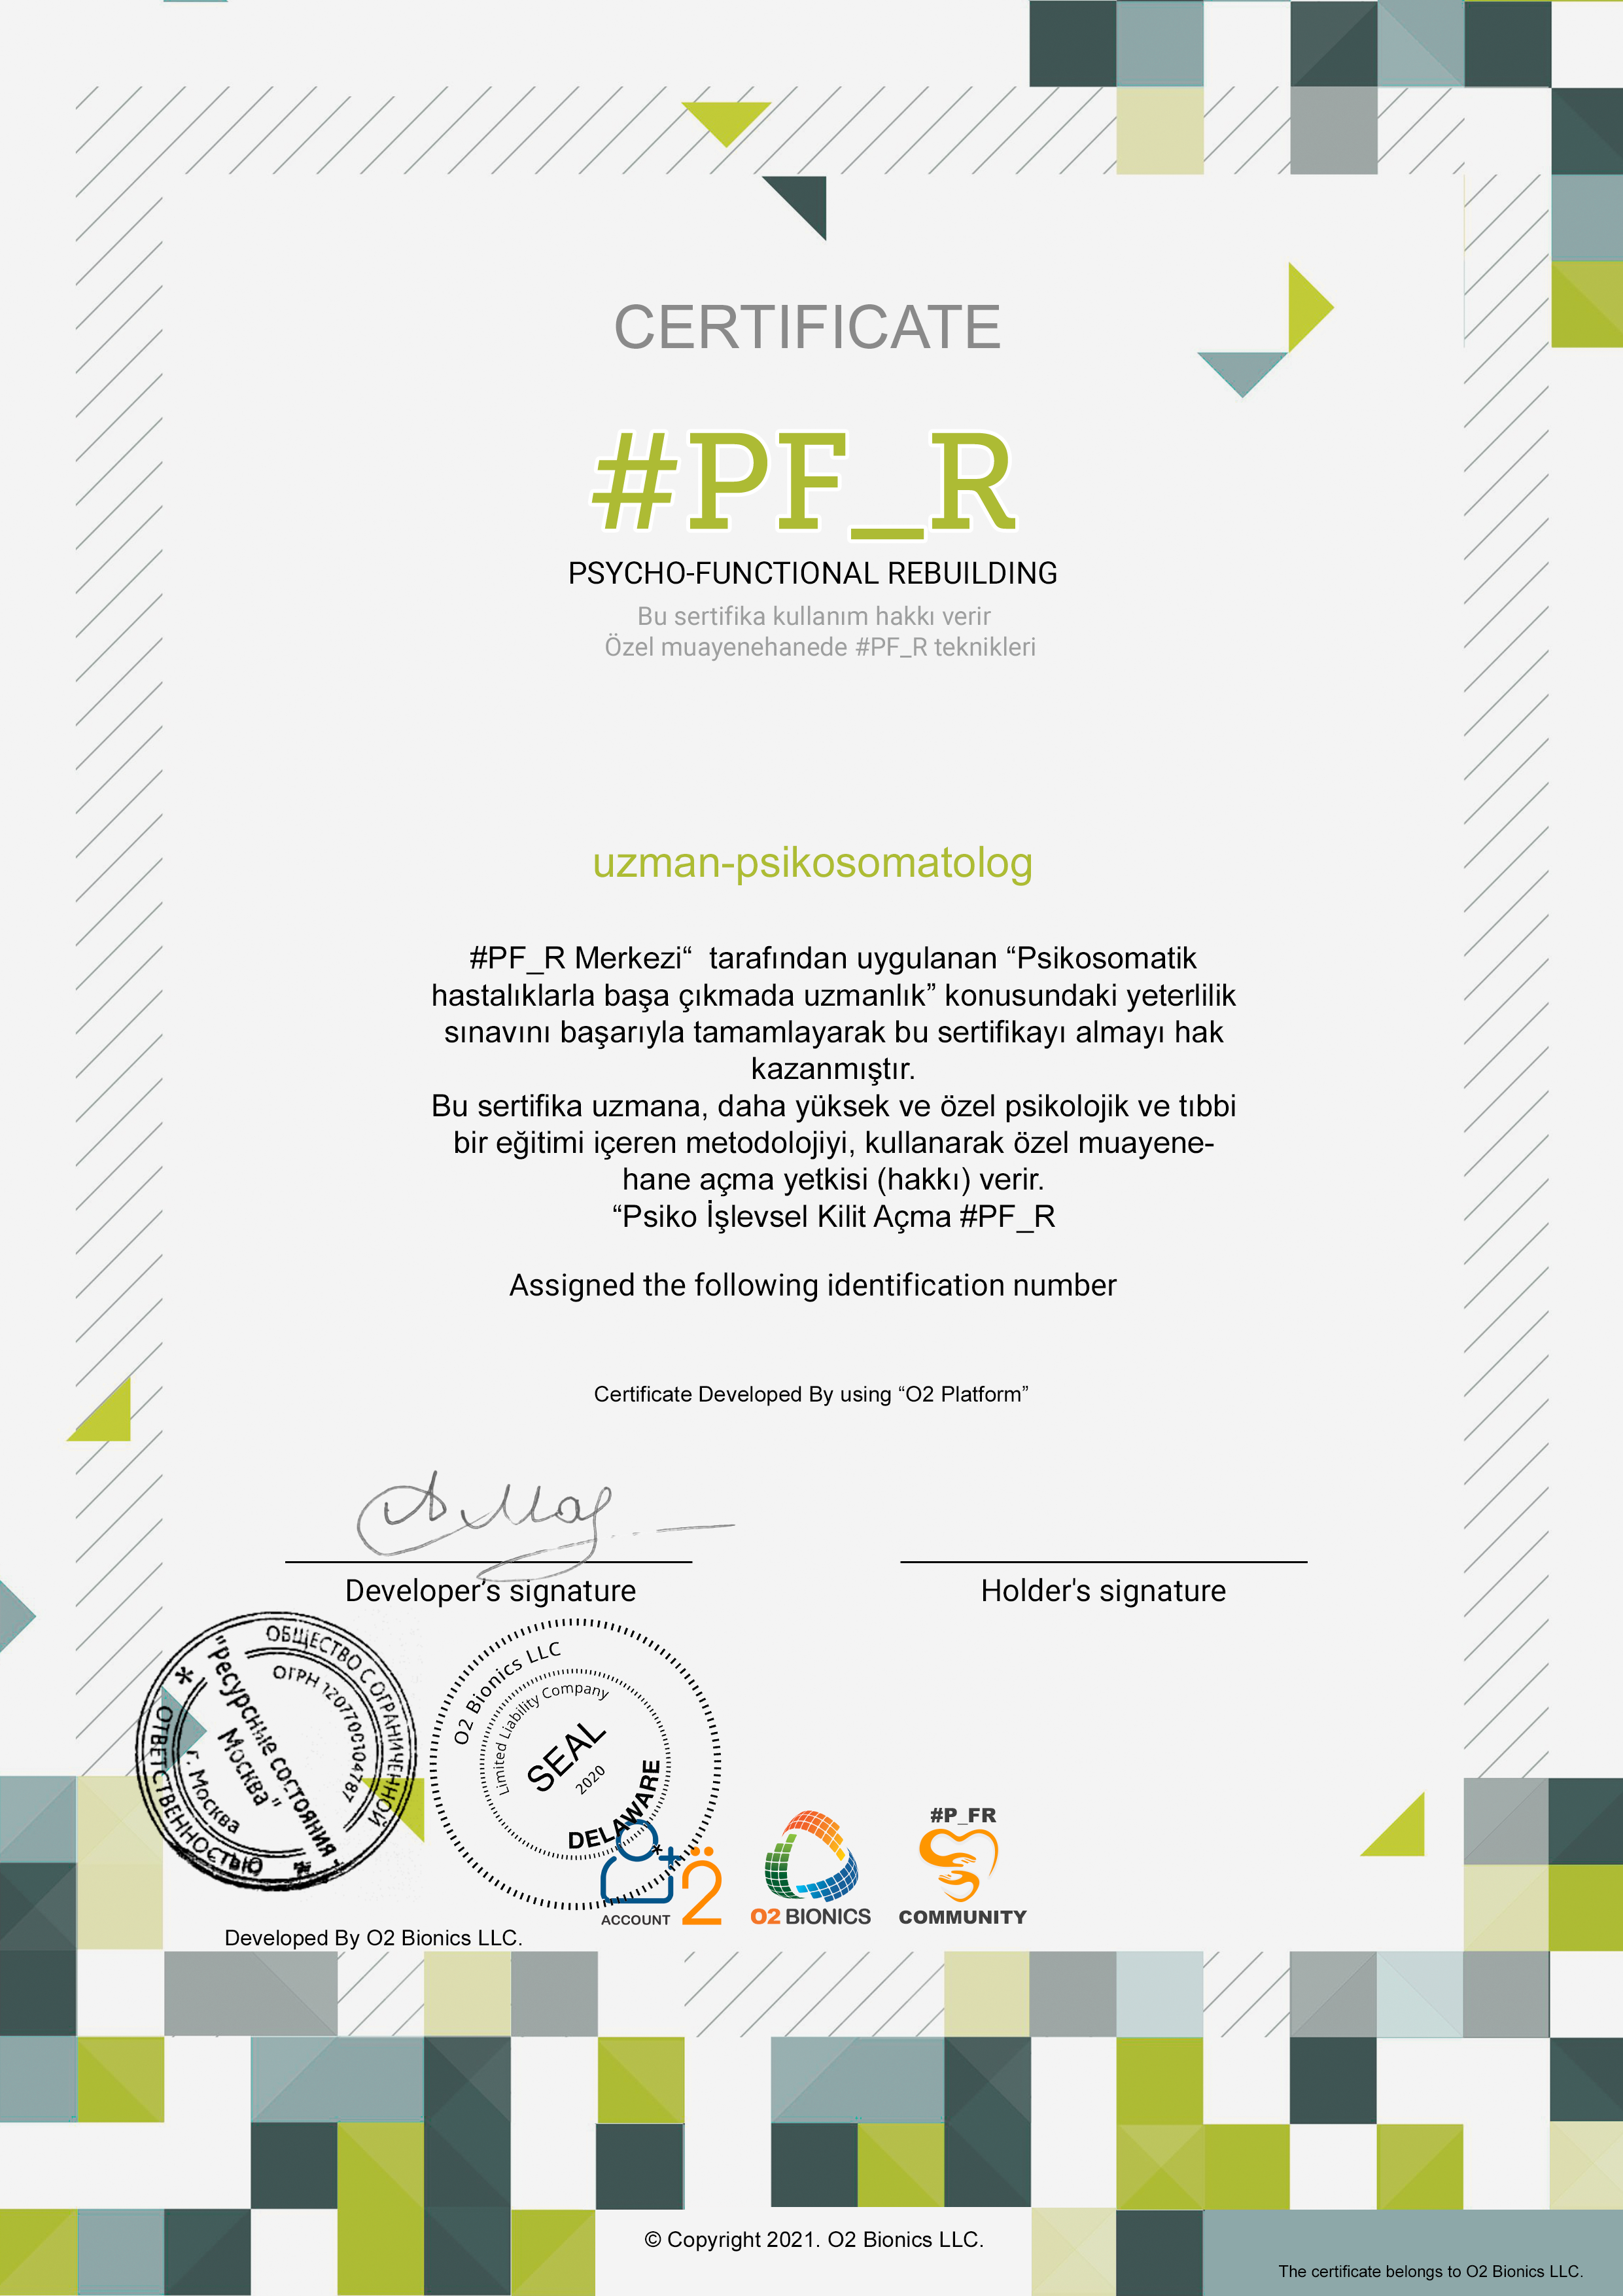 CERTIFICATE
#PF_R
PSYCHO-FUNCTIONAL REBUILDING
Bu sertifika kullanım hakkı verir
Özel muayenehanede #PF_R teknikleri
uzman-psikosomatolog
#PF_R Merkezi“ tarafından uygulanan “Psikosomatik
hastalıklarla başa çıkmada uzmanlık” konusundaki yeterlilik
sınavını başarıyla tamamlayarak bu sertifikayı almayı hak
kazanmıştır.
Bu sertifika uzmana, daha yüksek ve özel psikolojik ve tıbbi
bir eğitimi içeren metodolojiyi, kullanarak özel muayene-
hane açma yetkisi (hakkı) verir.
“Psiko İşlevsel Kilit Açma #PF_R
Assigned the following identification number
Certificate Developed By using “O2 Platform”
Developer’s signature
Holder's signature
ОБЩЕСТВО С ОГРАНИЧЕННОЙ
ОТВЕТСТВЕННОСТЬЮ
ОГРН 1207700104787
г. Москва
"Ресурсные состояния
Москва"
O2 Bionics LLC
Limited Liability Company
SEAL
2020
DELAWARE
ACCOUNT
2
O2 BIONICS
#P_FR
COMMUNITY
Developed By O2 Bionics LLC.
© Copyright 2021. O2 Bionics LLC.
The certificate belongs to O2 Bionics LLC.